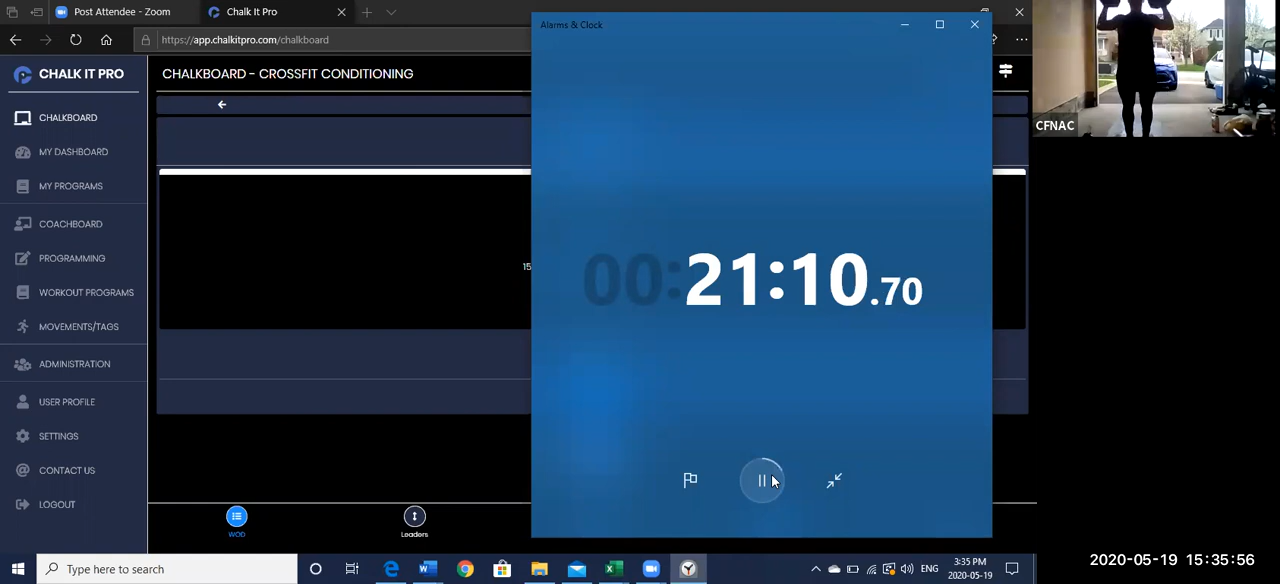 Post Attendee - Zoom
Chalk It Pro
Alarms & Clock
https://app.chalkitpro.com/chalkboard
CHALK IT PRO
CHALKBOARD - CROSSFIT CONDITIONING
CHALKBOARD
MY DASHBOARD
MY PROGRAMS
COACHBOARD
PROGRAMMING
WORKOUT PROGRAMS
MOVEMENTS/TAGS
ADMINISTRATION
USER PROFILE
SETTINGS
CONTACT US
LOGOUT
15
00:21:10.70
WOD
Leaders
CFNAC
Type here to search
ENG
3:35 PM
2020-05-19
2020-05-19 15:35:56